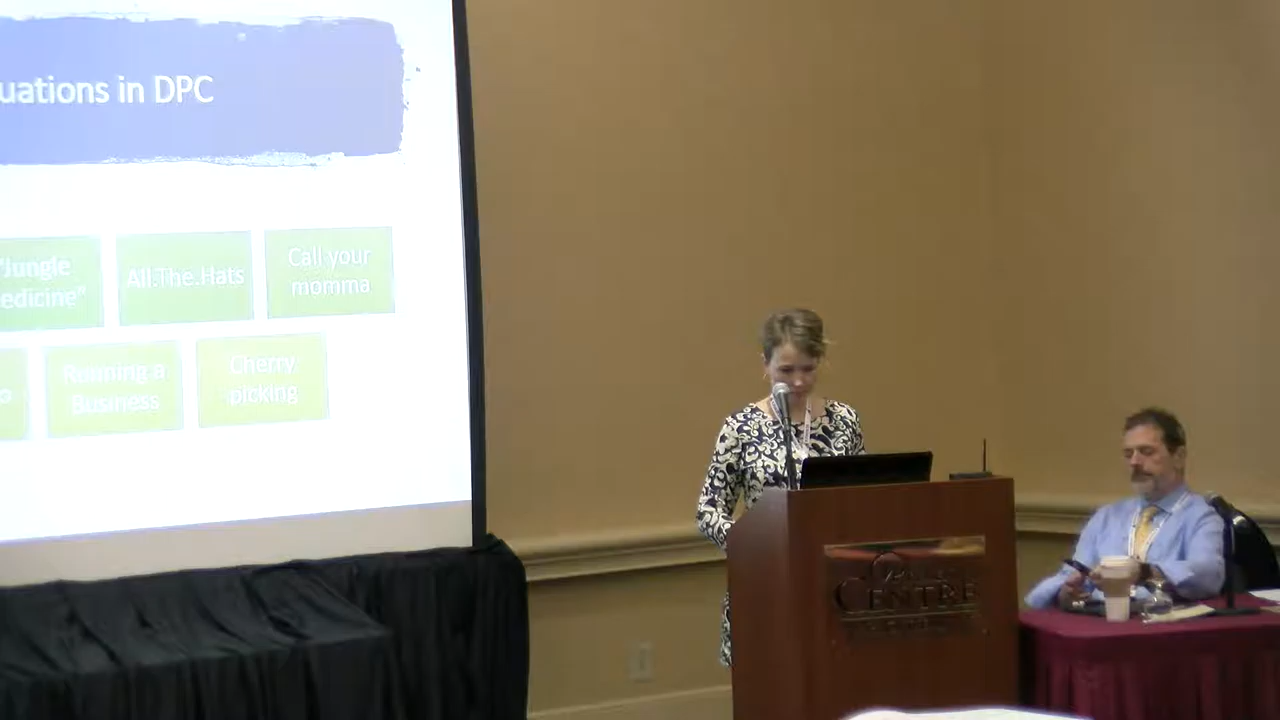 uations in DPC
"Jungle
edicine"
All The Hats
Call your
momma
Running a
Business
Cherry
picking
CENTRE